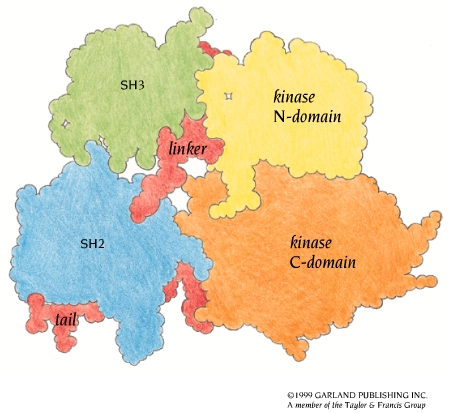 SH3
kinase
N-domain
linker
SH2
kinase
C-domain
tail
©1999 GARLAND PUBLISHING INC.
A member of the Taylor & Francis Group